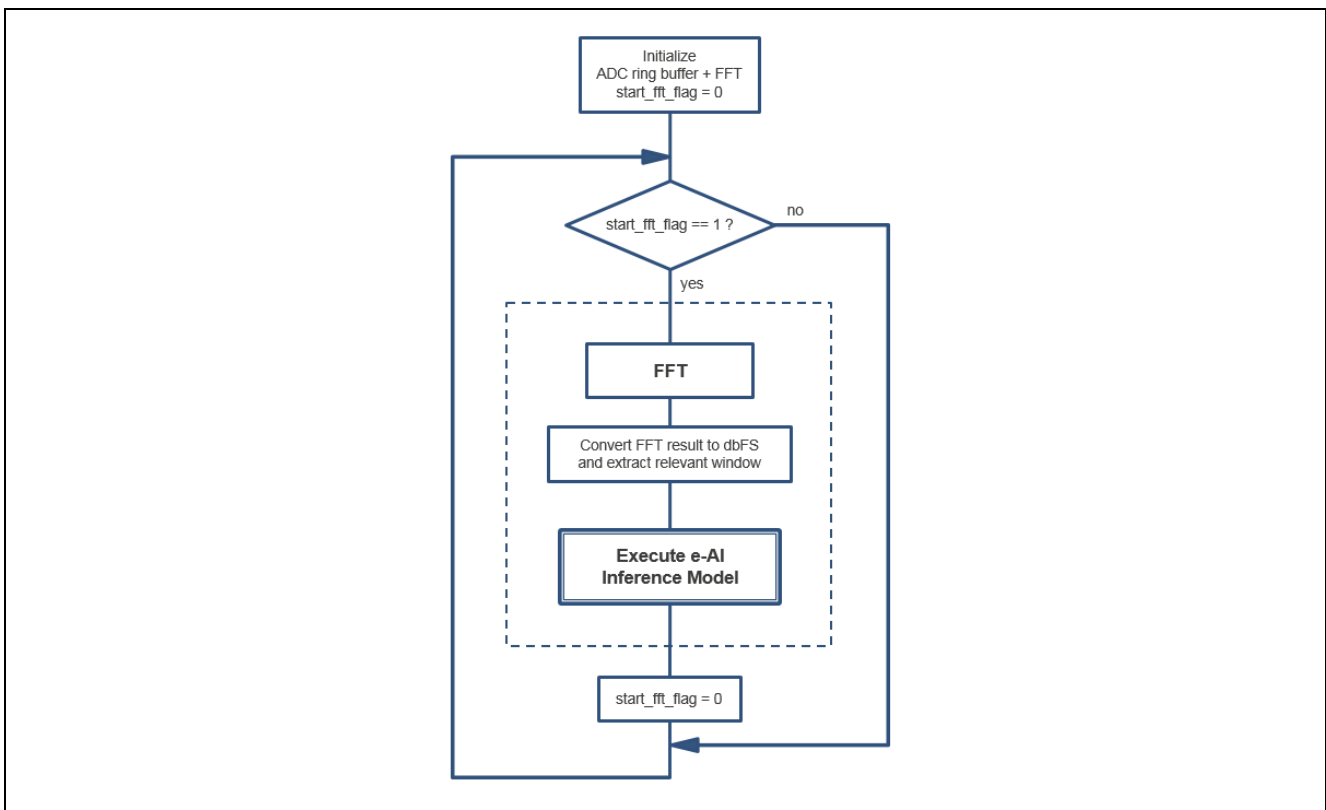 Initialize
ADC ring buffer + FFT
start_fft_flag = 0
start_fft_flag == 1 ?
no
yes
FFT
Convert FFT result to dbFS
and extract relevant window
Execute e-AI
Inference Model
start_fft_flag = 0